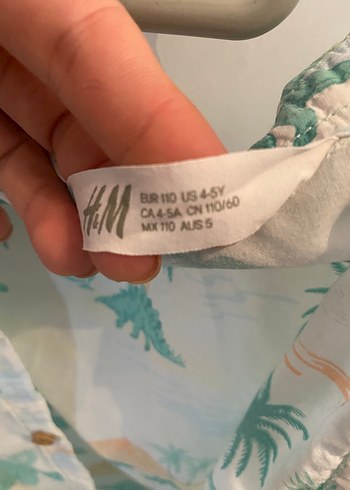 H&M
EUR 110 US 4-5Y
CA 4-5A CN 110/60
MX 110 AUS 5